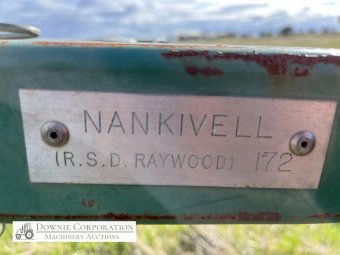 NANKIVELL
(R.S.D. RAYWOOD) 172
DOWNIE CORPORATION
MACHINERY AUCTIONS